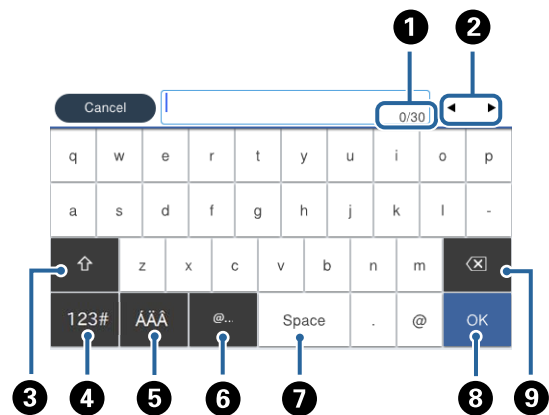 1 2
Cancel 0/30 ◄ ►
q w e r t y u i o p
a s d f g h j k l -
z x c v b n m
123# ÁÄÂ @... Space . @ OK
3 4 5 6 7 8 9